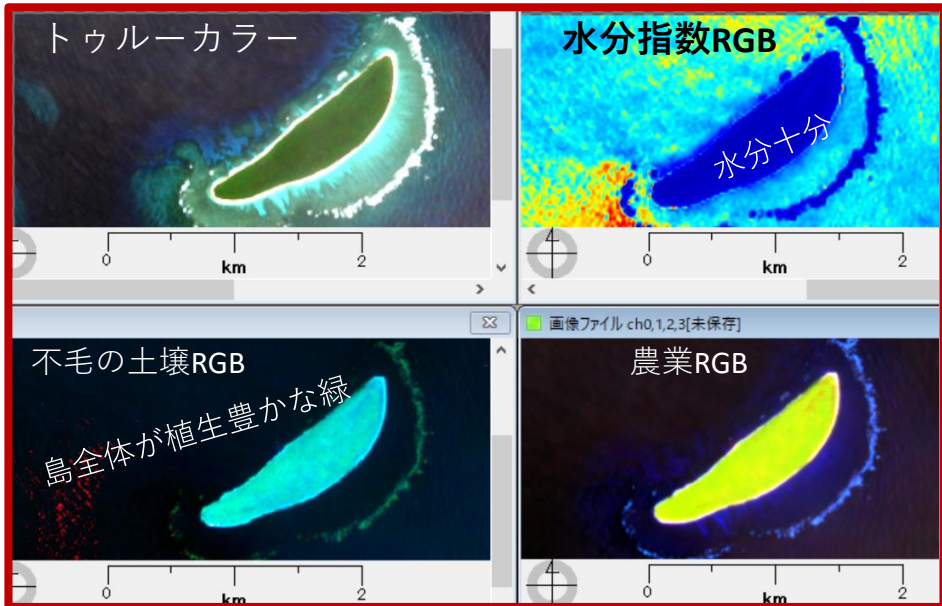 トゥルーカラー
水分指数RGB
水分十分
0
km
2
0
km
2
画像ファイル ch0,1,2,3[未保存]
不毛の土壌RGB
農業RGB
島全体が植生豊かな緑
0
km
2
0
km
2